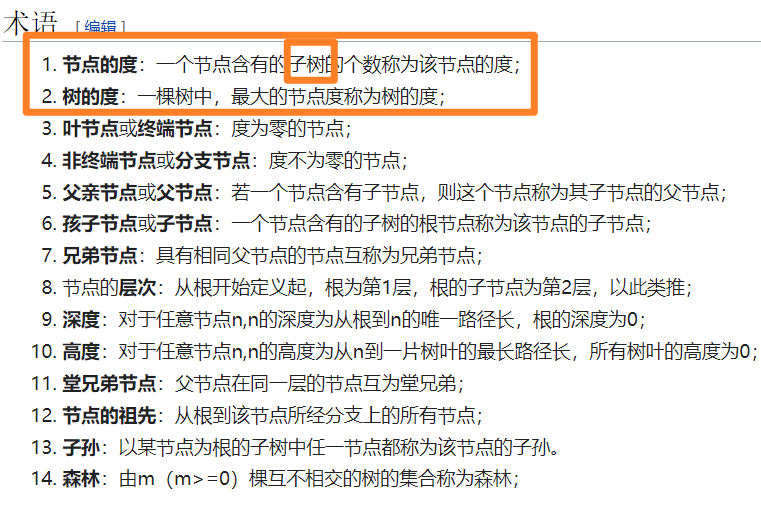 术语 [编辑]
1. 节点的度：一个节点含有的子树的个数称为该节点的度；
2. 树的度：一棵树中，最大的节点度称为树的度；
3. 叶节点或终端节点：度为零的节点；
4. 非终端节点或分支节点：度不为零的节点；
5. 父亲节点或父节点：若一个节点含有子节点，则这个节点称为其子节点的父节点；
6. 孩子节点或子节点：一个节点含有的子树的根节点称为该节点的子节点；
7. 兄弟节点：具有相同父节点的节点互称为兄弟节点；
8. 节点的层次：从根开始定义起，根为第1层，根的子节点为第2层，以此类推；
9. 深度：对于任意节点n,n的深度为从根到n的唯一路径长，根的深度为0；
10. 高度：对于任意节点n,n的高度为从n到一片树叶的最长路径长，所有树叶的高度为0；
11. 堂兄弟节点：父节点在同一层的节点互为堂兄弟；
12. 节点的祖先：从根到该节点所经分支上的所有节点；
13. 子孙：以某节点为根的子树中任一节点都称为该节点的子孙。
14. 森林：由m（m>=0）棵互不相交的树的集合称为森林；